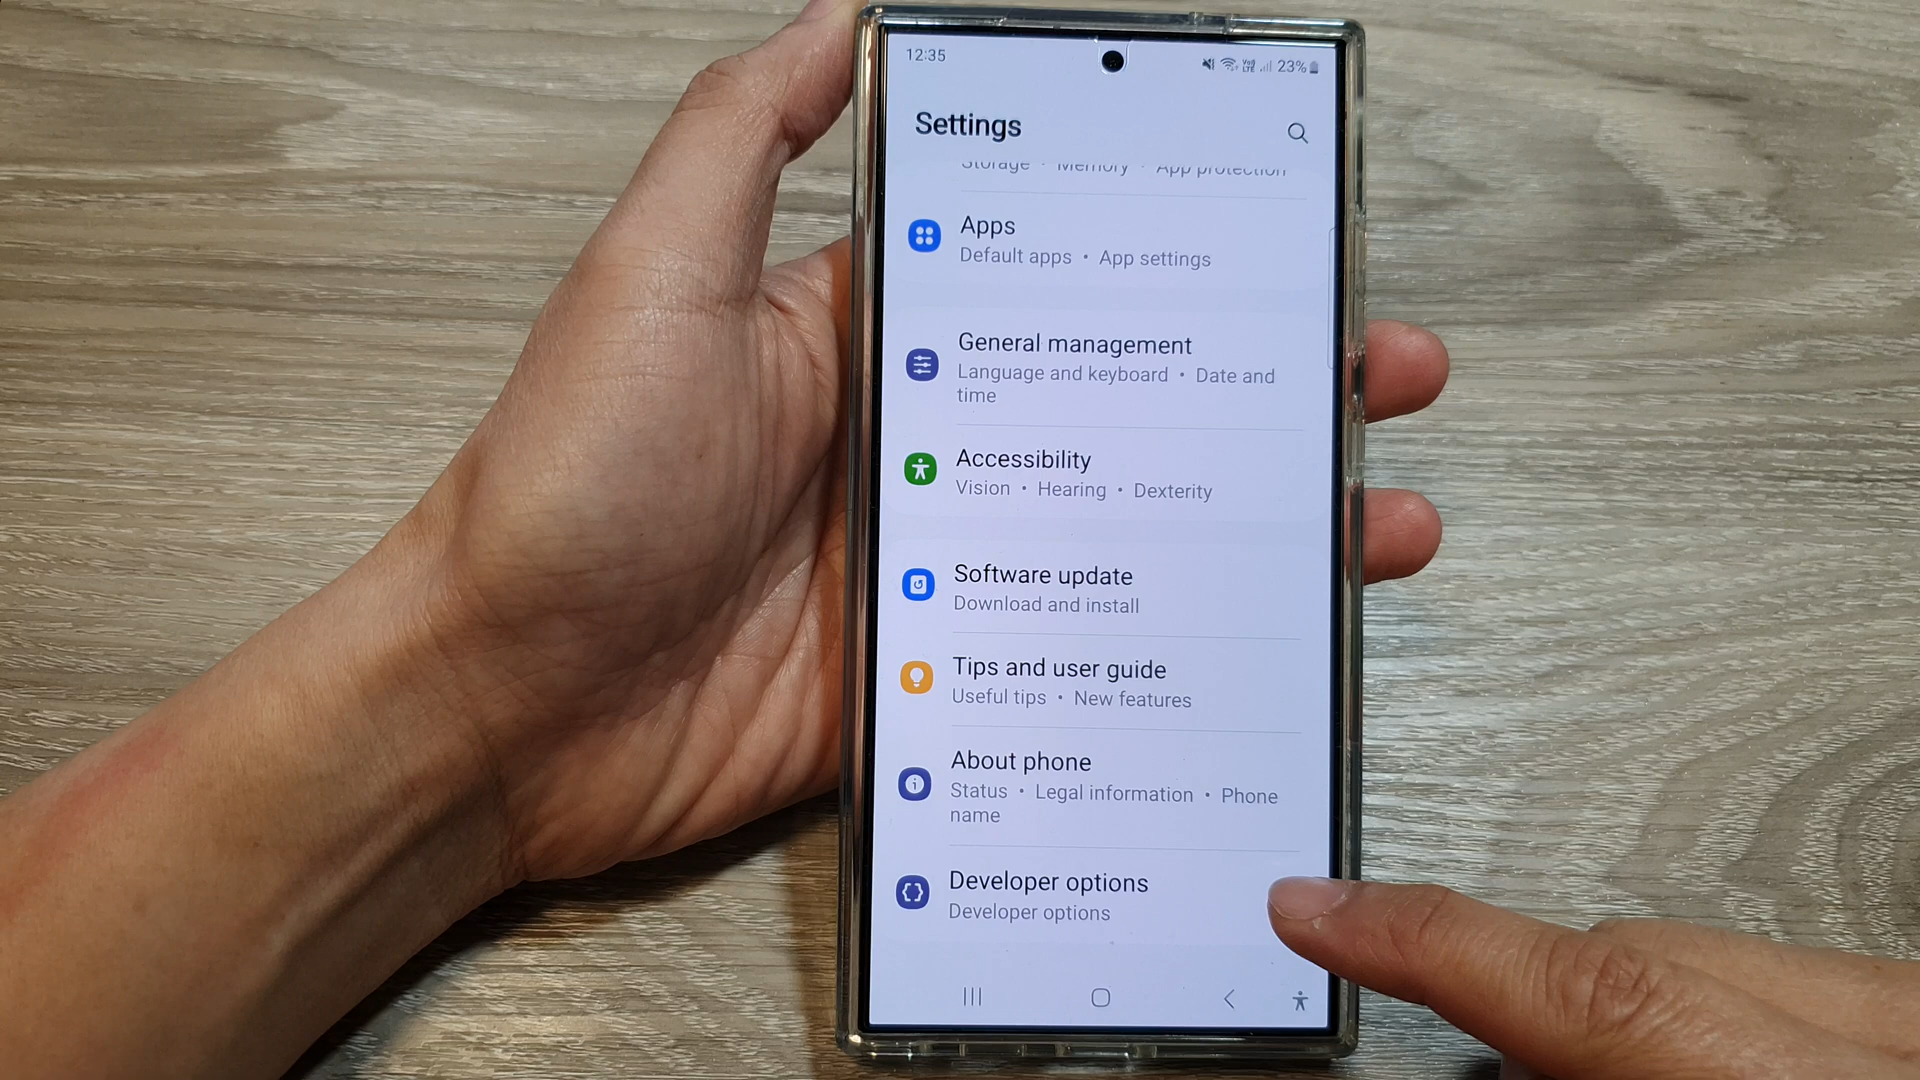 12:35
Vo)) LTE 23%
Settings
Storage • Memory • App protection
Apps
Default apps • App settings
General management
Language and keyboard • Date and
time
Accessibility
Vision • Hearing • Dexterity
Software update
Download and install
Tips and user guide
Useful tips • New features
About phone
Status • Legal information • Phone
name
Developer options
Developer options